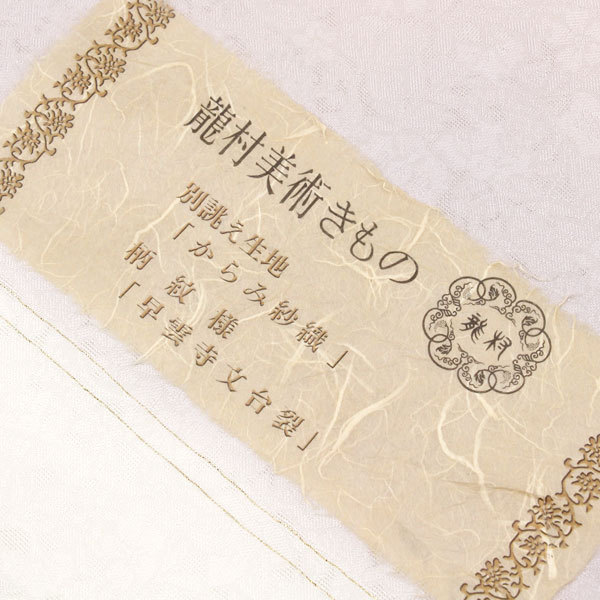 龍村美術きもの
別誂え生地
「からみ紗織」
柄紋様
「早雲寺文台裂」
龍村